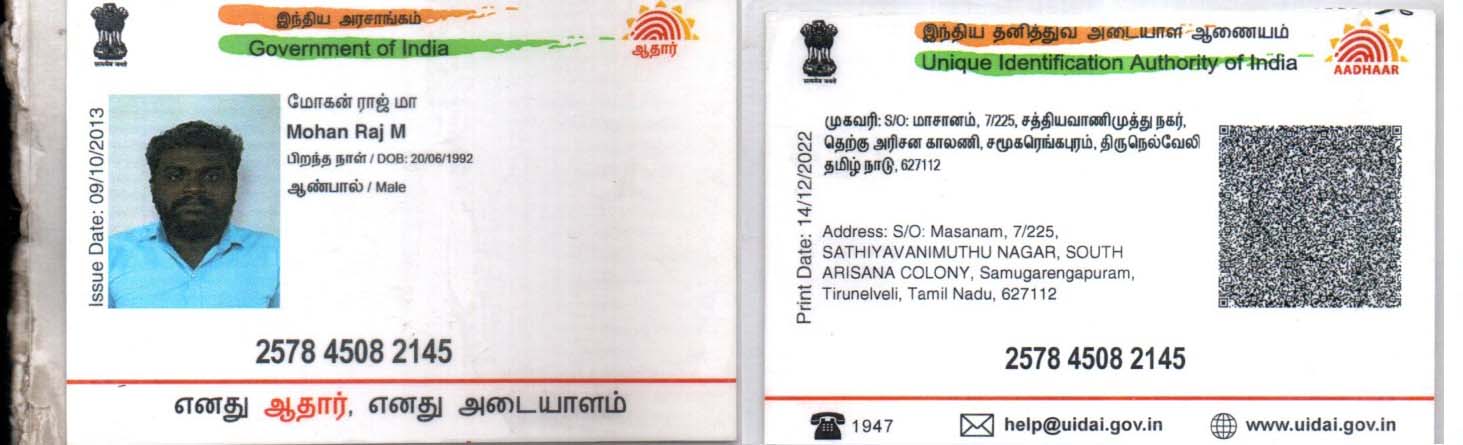 இந்திய அரசாங்கம்
Government of India
ஆதார்
Issue Date: 09/10/2013
மோகன் ராஜ் மா
Mohan Raj M
பிறந்த நாள் / DOB: 20/06/1992
ஆண்பால் / Male
2578 4508 2145
எனது ஆதார், எனது அடையாளம்
இந்திய தனித்துவ அடையாள ஆணையம்
Unique Identification Authority of India
AADHAAR
Print Date: 14/12/2022
முகவரி: S/O: மாசானம், 7/225, சத்தியவாணிமுத்து நகர்,
தெற்கு அரிசன காலணி, சமூகரெங்கபுரம், திருநெல்வேலி
தமிழ் நாடு, 627112
Address: S/O: Masanam, 7/225,
SATHIYAVANIMUTHU NAGAR, SOUTH
ARISANA COLONY, Samugarengapuram,
Tirunelveli, Tamil Nadu, 627112
2578 4508 2145
1947
help@uidai.gov.in
www.uidai.gov.in